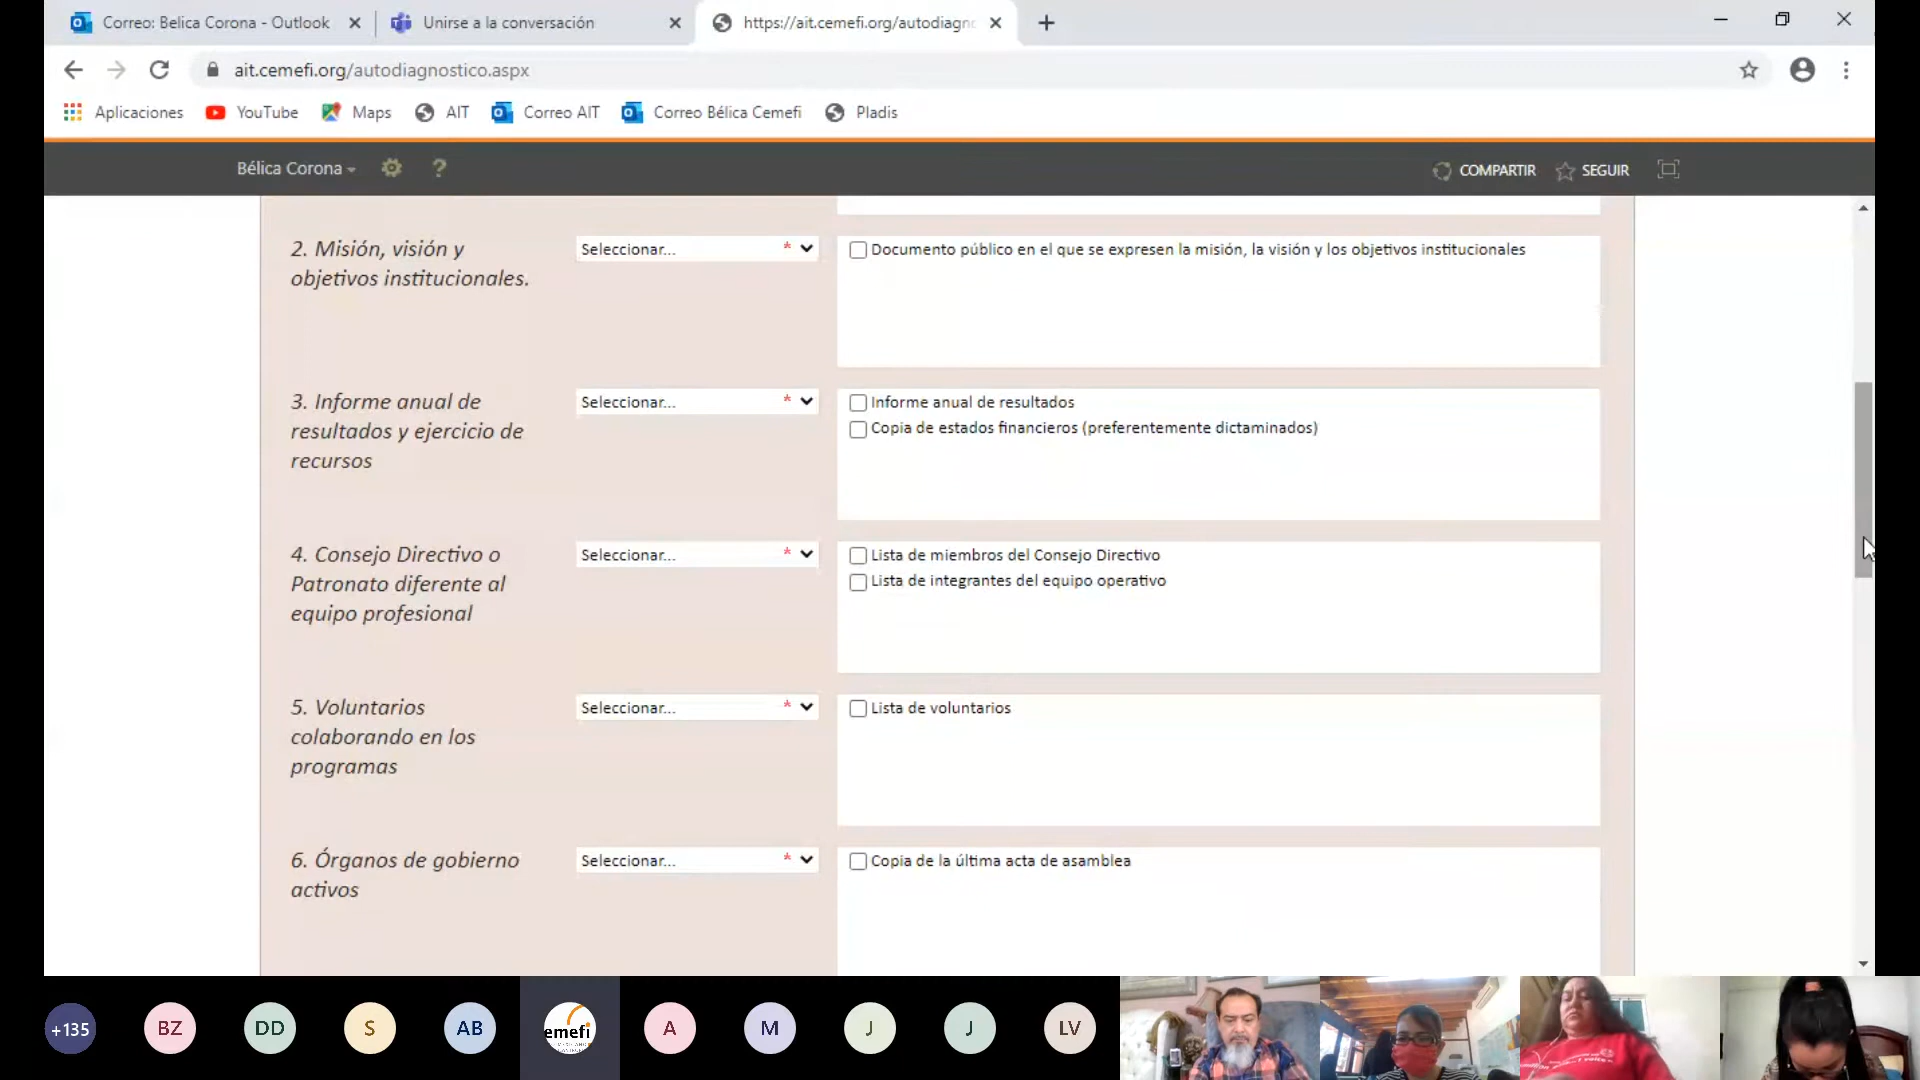 Correo: Belica Corona - Outlook
Unirse a la conversación
https://ait.cemefi.org/autodiagn
ait.cemefi.org/autodiagnostico.aspx
Aplicaciones
YouTube
Maps
AIT
Correo AIT
Correo Bélica Cemefi
Pladis
Bélica Corona
?
COMPARTIR
SEGUIR
2. Misión, visión y
objetivos institucionales.
Seleccionar... *
Documento público en el que se expresen la misión, la visión y los objetivos institucionales
3. Informe anual de
resultados y ejercicio de
recursos
Seleccionar... *
Informe anual de resultados
Copia de estados financieros (preferentemente dictaminados)
4. Consejo Directivo o
Patronato diferente al
equipo profesional
Seleccionar... *
Lista de miembros del Consejo Directivo
Lista de integrantes del equipo operativo
5. Voluntarios
colaborando en los
programas
Seleccionar... *
Lista de voluntarios
6. Órganos de gobierno
activos
Seleccionar... *
Copia de la última acta de asamblea
+135
BZ
DD
S
AB
emefi
A
M
J
J
LV